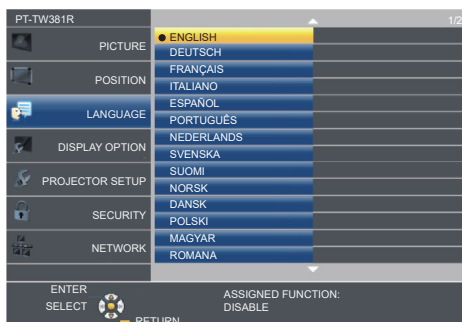 PT-TW381R 1/2
PICTURE
POSITION
LANGUAGE
DISPLAY OPTION
PROJECTOR SETUP
SECURITY
NETWORK
ENGLISH
DEUTSCH
FRANÇAIS
ITALIANO
ESPAÑOL
PORTUGUÊS
NEDERLANDS
SVENSKA
SUOMI
NORSK
DANSK
POLSKI
MAGYAR
ROMANA
ENTER
SELECT
RETURN
ASSIGNED FUNCTION:
DISABLE